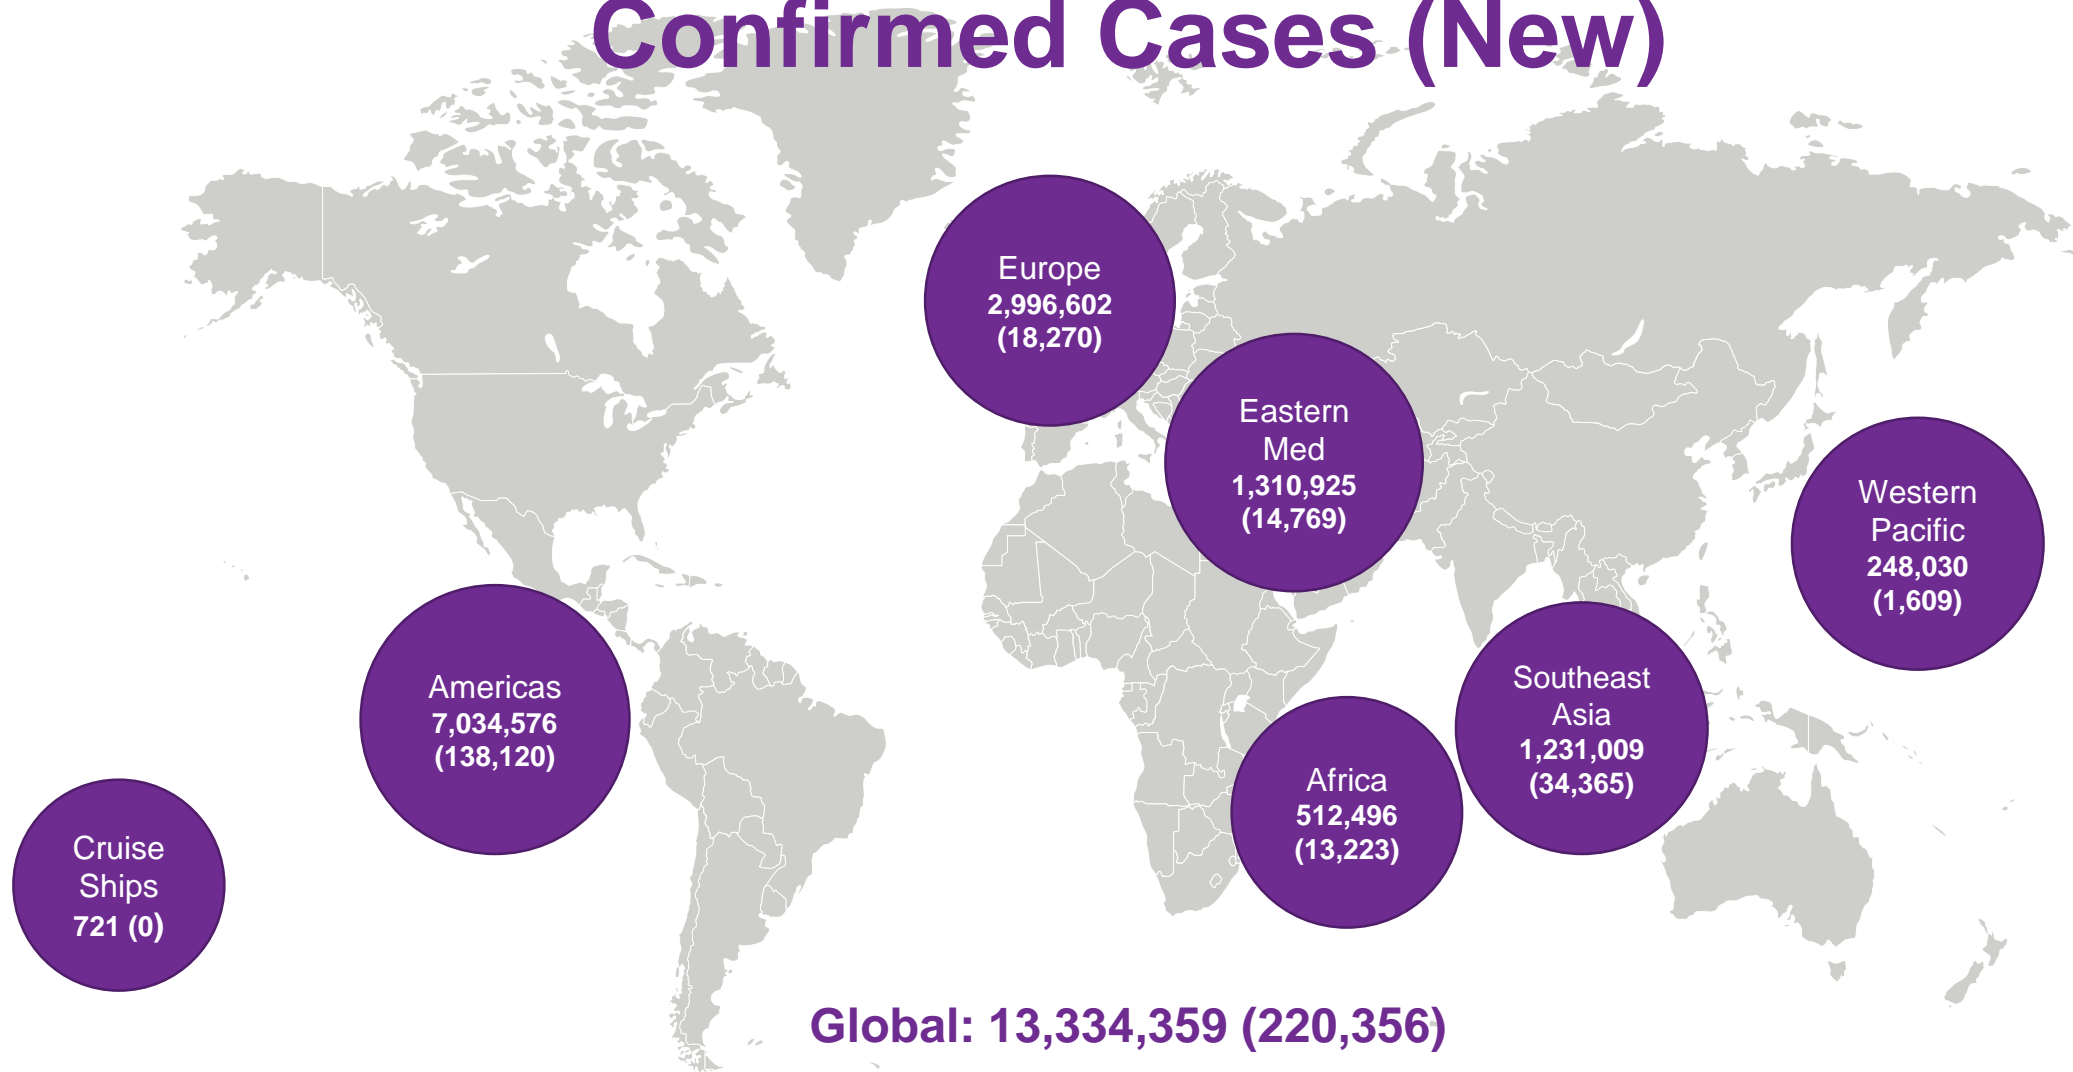 Confirmed Cases (New)
Europe
2,996,602
(18,270)
Eastern
Med
1,310,925
(14,769)
Western
Pacific
248,030
(1,609)
Americas
7,034,576
(138,120)
Southeast
Asia
1,231,009
(34,365)
Africa
512,496
(13,223)
Cruise
Ships
721 (0)
Global: 13,334,359 (220,356)